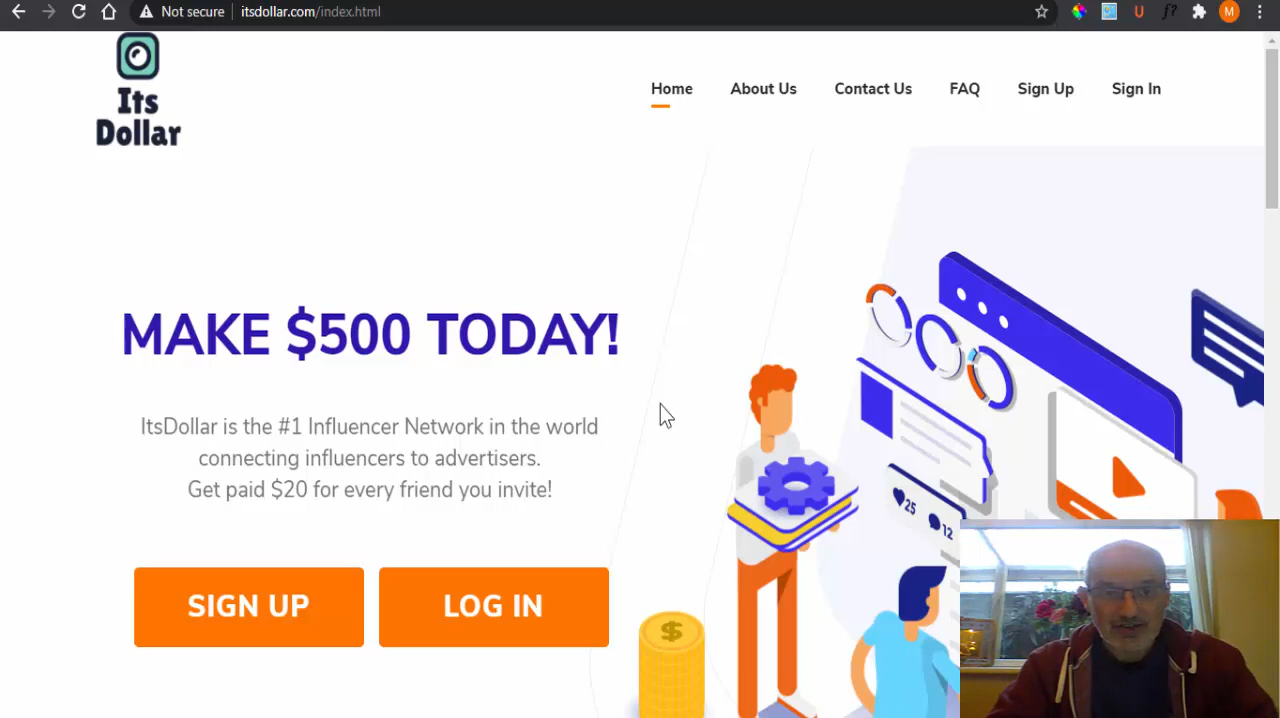 Not secure
itsdollar.com/index.html
M
Its
Dollar
Home
About Us
Contact Us
FAQ
Sign Up
Sign In
MAKE $500 TODAY!
ItsDollar is the #1 Influencer Network in the world
connecting influencers to advertisers.
Get paid $20 for every friend you invite!
SIGN UP
LOG IN
25
12
$